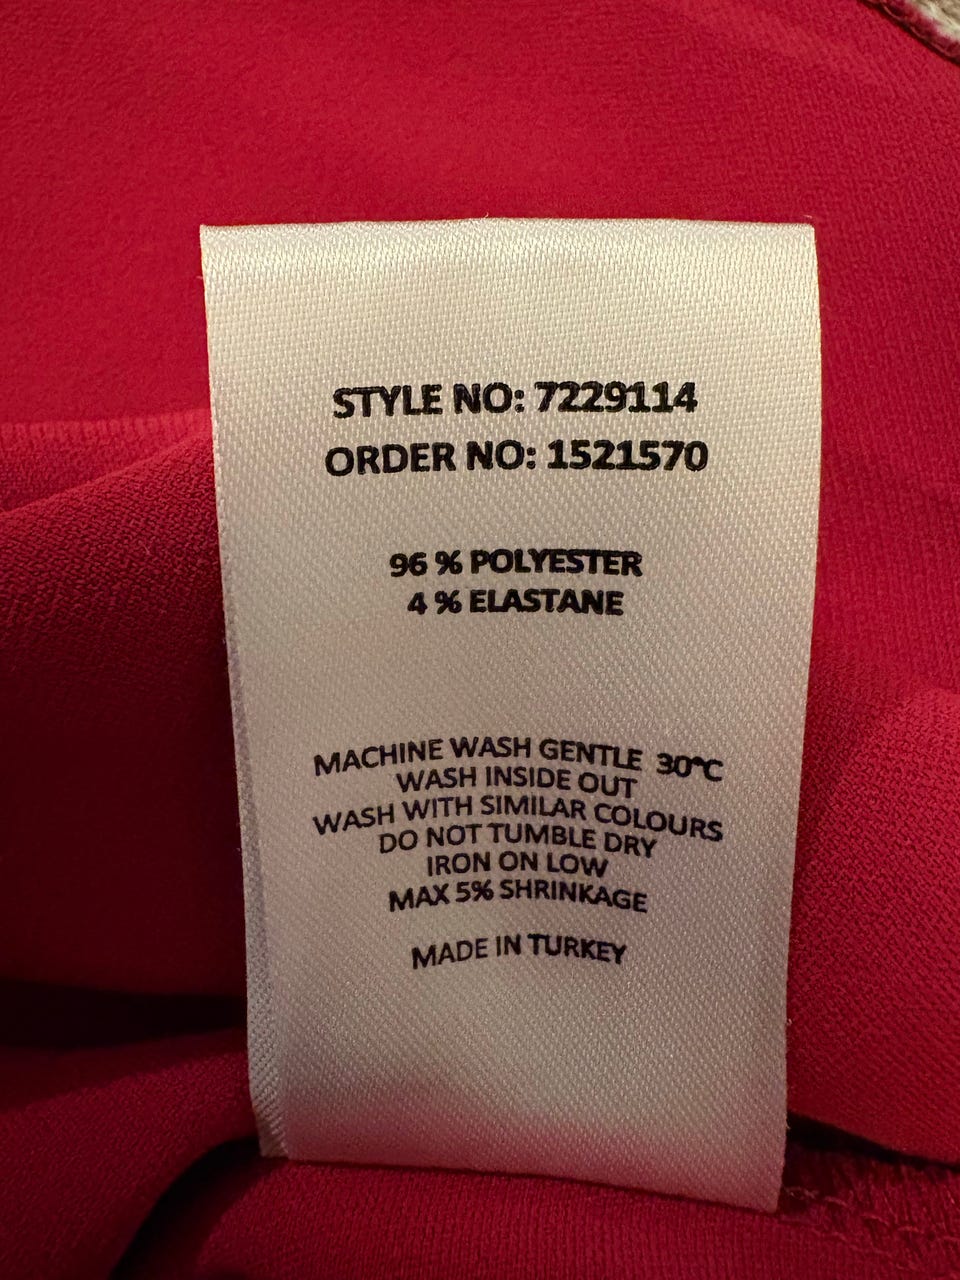 STYLE NO: 7229114
ORDER NO: 1521570
96 % POLYESTER
4 % ELASTANE
MACHINE WASH GENTLE 30°C
WASH INSIDE OUT
WASH WITH SIMILAR COLOURS
DO NOT TUMBLE DRY
IRON ON LOW
MAX 5% SHRINKAGE
MADE IN TURKEY